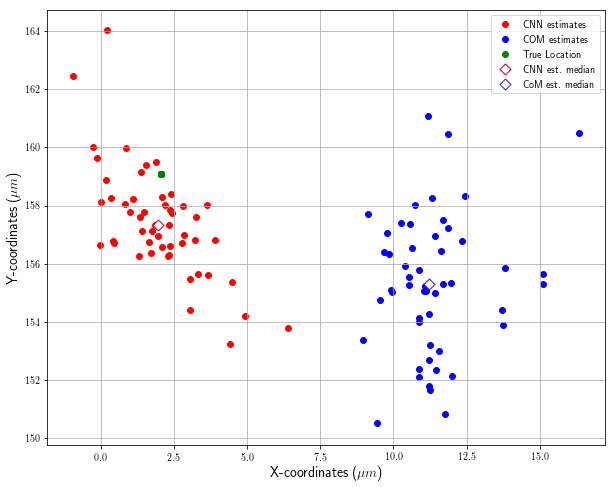 CNN estimates
COM estimates
True Location
CNN est. median
CoM est. median
164
162
160
158
156
154
152
150
Y-coordinates (μm)
0.0 2.5 5.0 7.5 10.0 12.5 15.0
X-coordinates (μm)